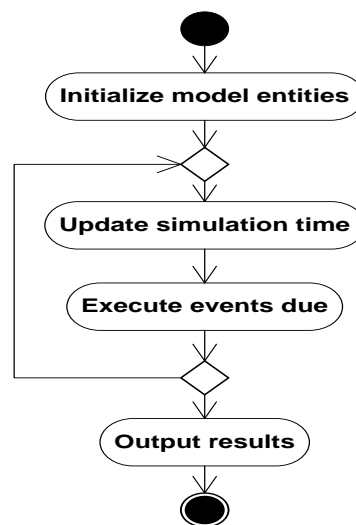 Initialize model entities
Update simulation time
Execute events due
Output results